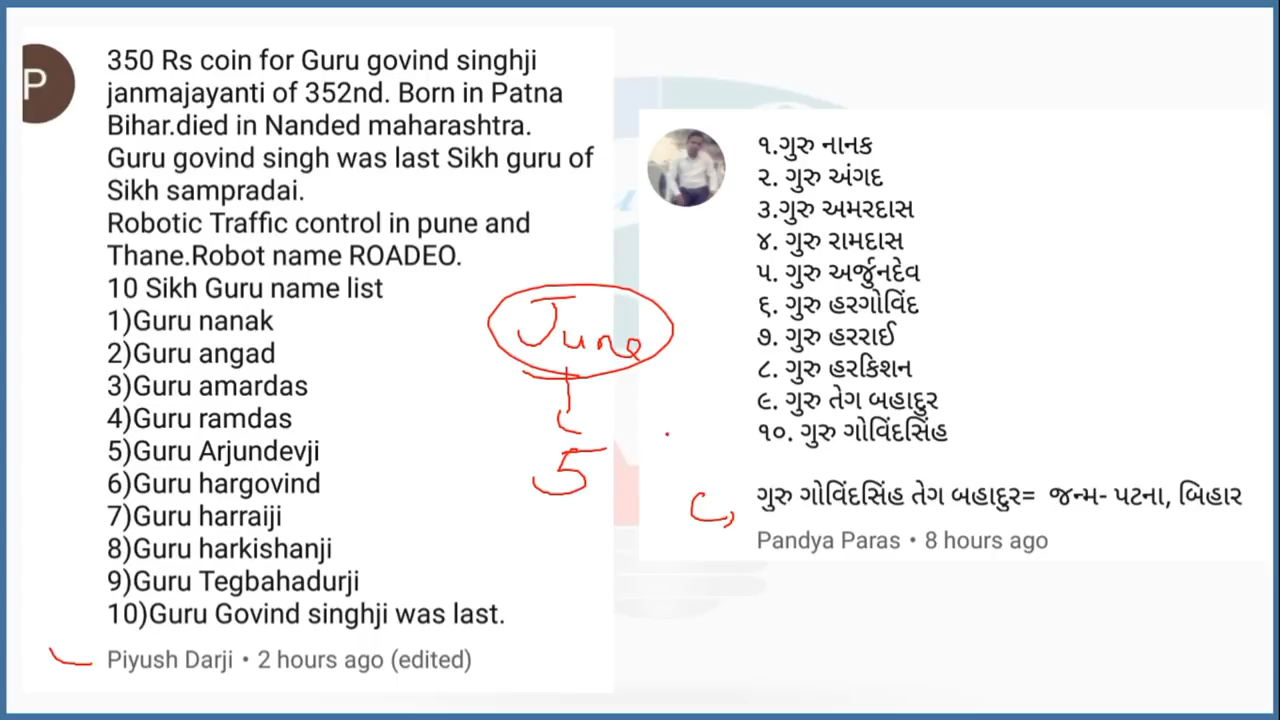 P
350 Rs coin for Guru govind singhji
janmajayanti of 352nd. Born in Patna
Bihar.died in Nanded maharashtra.
Guru govind singh was last Sikh guru of
Sikh sampradai.
Robotic Traffic control in pune and
Thane.Robot name ROADEO.
10 Sikh Guru name list
1)Guru nanak
2)Guru angad
3)Guru amardas
4)Guru ramdas
5)Guru Arjundevji
6)Guru hargovind
7)Guru harraiji
8)Guru harkishanji
9)Guru Tegbahadurji
10)Guru Govind singhji was last.
Piyush Darji • 2 hours ago (edited)
June
5
૧.ગુરુ નાનક
૨. ગુરુ અંગદ
૩.ગુરુ અમરદાસ
૪. ગુરુ રામદાસ
૫. ગુરુ અર્જુનદેવ
૬. ગુરુ હરગોવિંદ
૭. ગુરુ હરરાઈ
૮. ગુરુ હરકિશન
૯. ગુરુ તેગ બહાદુર
૧૦. ગુરુ ગોવિંદસિંહ
ગુરુ ગોવિંદસિંહ તેગ બહાદુર= જન્મ- પટના, બિહાર
Pandya Paras • 8 hours ago